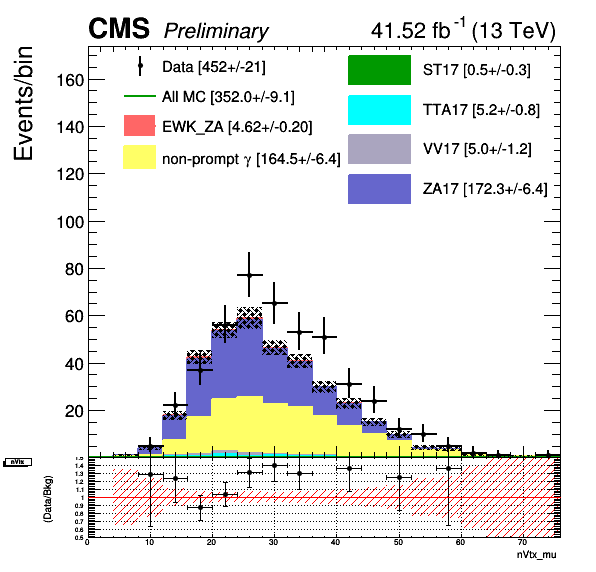 CMS Preliminary 41.52 fb⁻¹ (13 TeV)
Events/bin
160
140
120
100
80
60
40
20
Data [452+/-21]
All MC [352.0+/-9.1]
EWK_ZA [4.62+/-0.20]
non-prompt γ [164.5+/-6.4]
ST17 [0.5+/-0.3]
TTA17 [5.2+/-0.8]
VV17 [5.0+/-1.2]
ZA17 [172.3+/-6.4]
nVtx
(Data/Bkg)
1.5
1.4
1.3
1.2
1.1
1
0.9
0.8
0.7
0.6
0.5
0 10 20 30 40 50 60 70
nVtx_mu